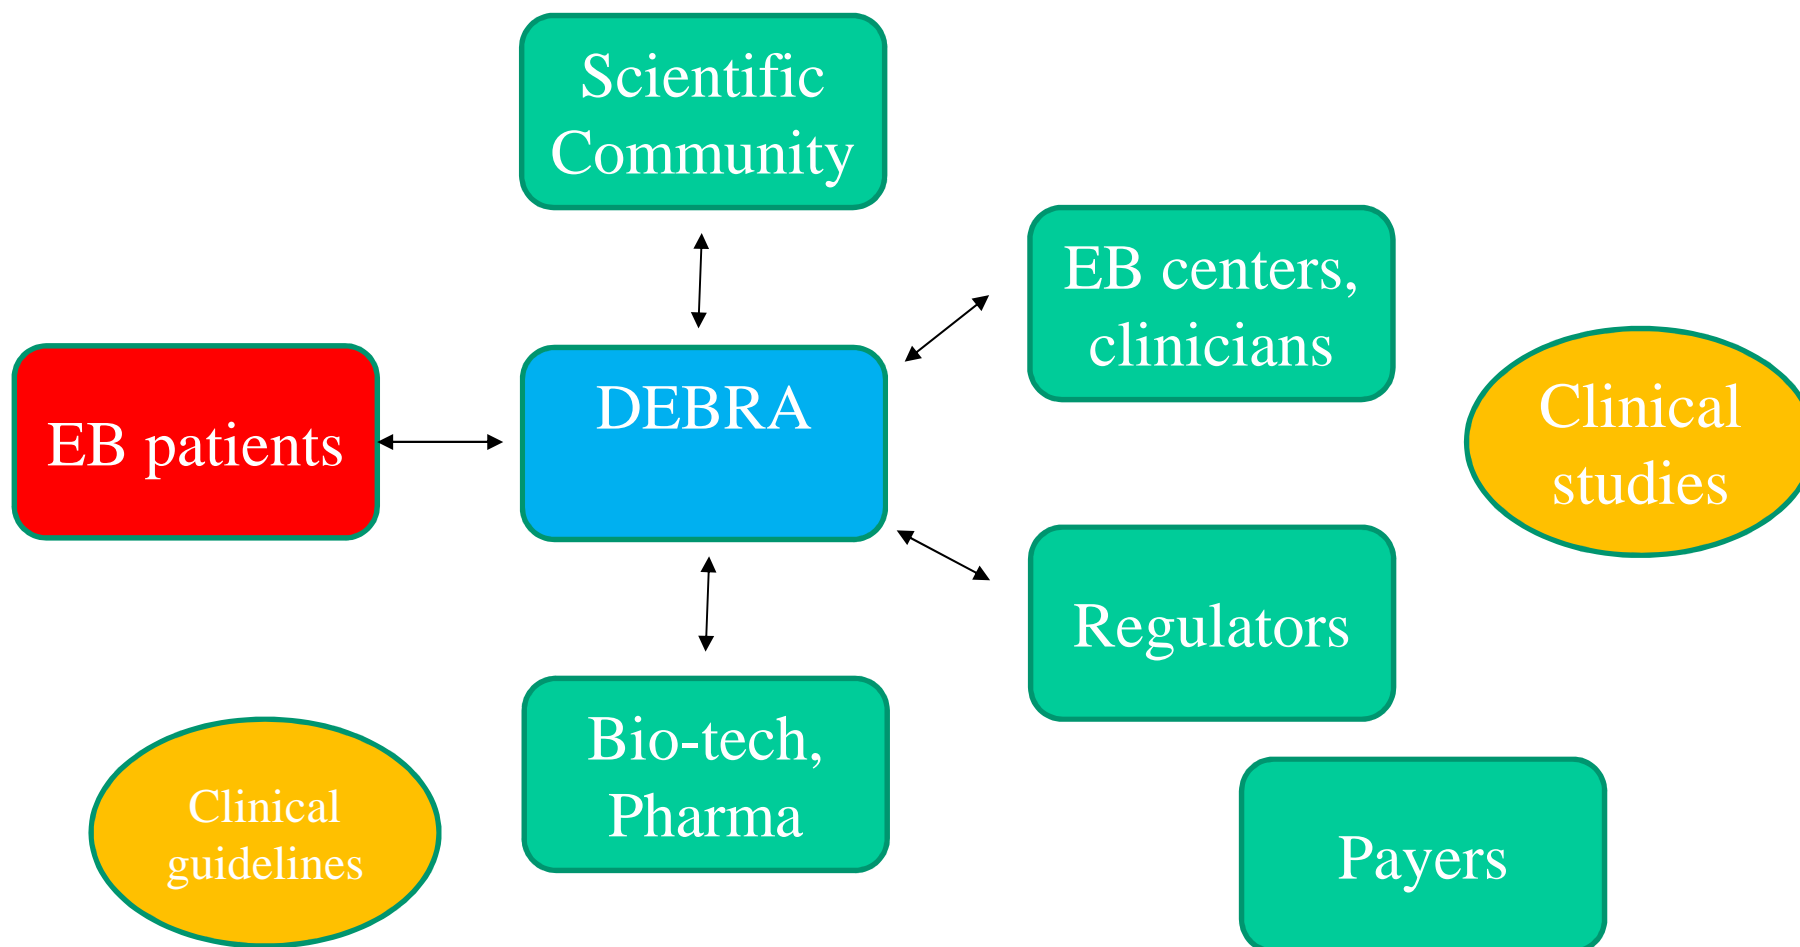 Scientific
Community
EB centers,
clinicians
EB patients
DEBRA
Clinical
studies
Regulators
Bio-tech,
Pharma
Clinical
guidelines
Payers